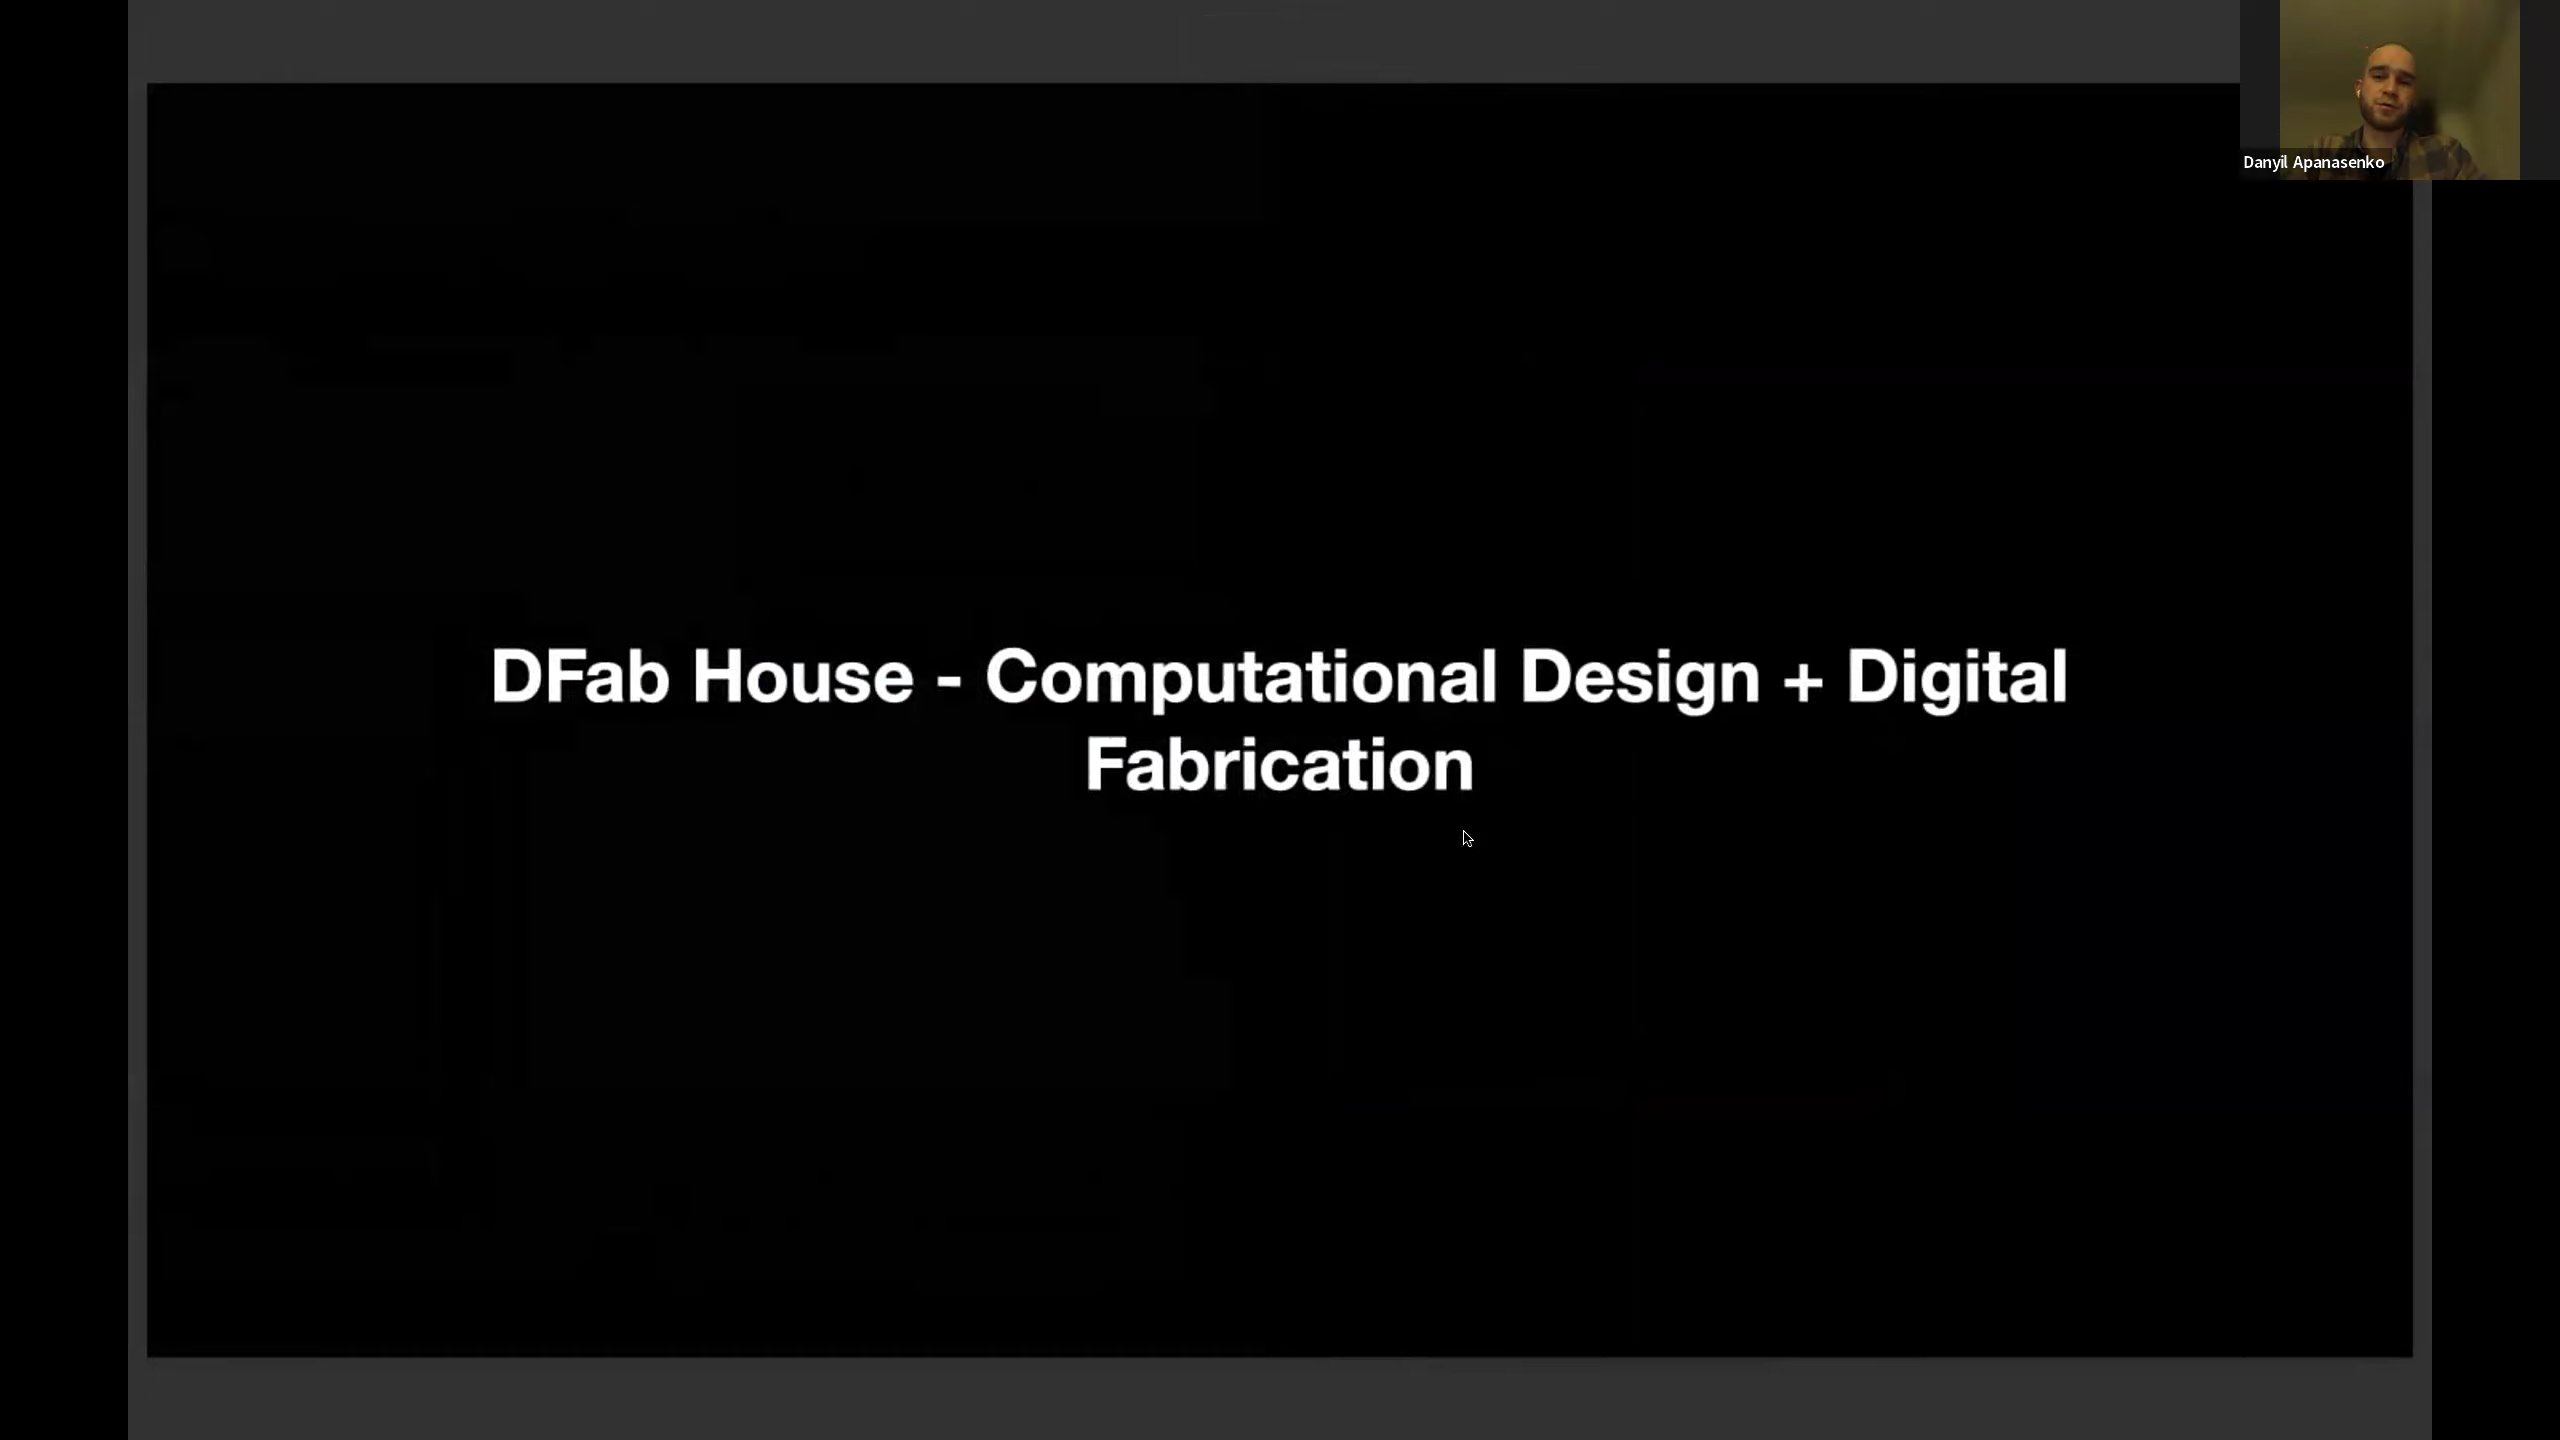 Danyil Apanasenko
DFab House - Computational Design + Digital
Fabrication